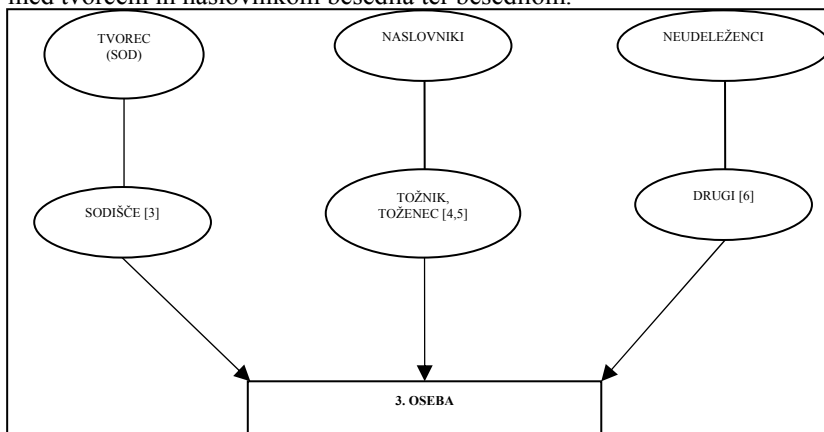 med tvorcem in naslovnikom besedila ter besedilom.
TVOREC
(SOD)
NASLOVNIKI
NEUDELEŽENCI
SODIŠČE [3]
TOŽNIK,
TOŽENEC [4,5]
DRUGI [6]
3. OSEBA